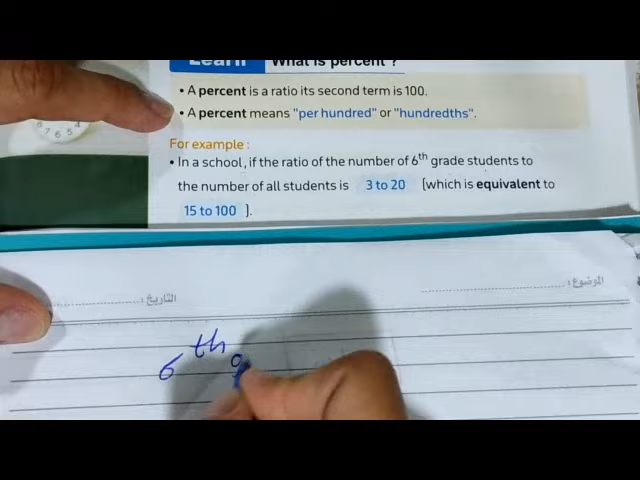 Learn What is percent ?
• A percent is a ratio its second term is 100.
• A percent means "per hundred" or "hundredths".
For example :
• In a school, if the ratio of the number of 6th grade students to
the number of all students is 3 to 20 (which is equivalent to
15 to 100 ).
الموضوع : التاريخ :
6th g